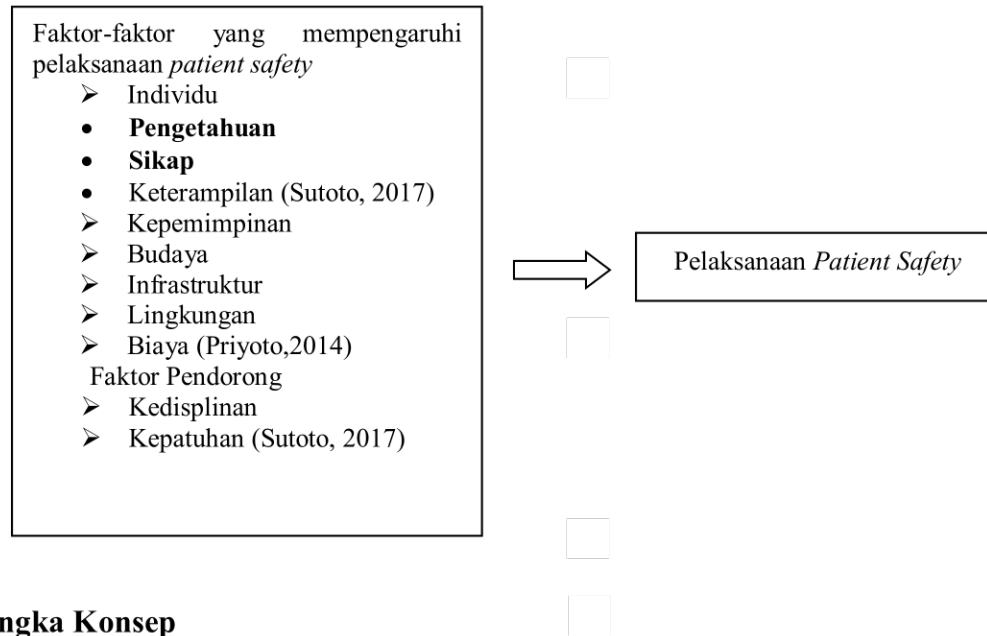 Faktor-faktor yang mempengaruhi
pelaksanaan patient safety
➢ Individu
• Pengetahuan
• Sikap
• Keterampilan (Sutoto, 2017)
➢ Kepemimpinan
➢ Budaya
➢ Infrastruktur
➢ Lingkungan
➢ Biaya (Priyoto,2014)
Faktor Pendorong
➢ Kedisplinan
➢ Kepatuhan (Sutoto, 2017)
Pelaksanaan Patient Safety
ngka Konsep